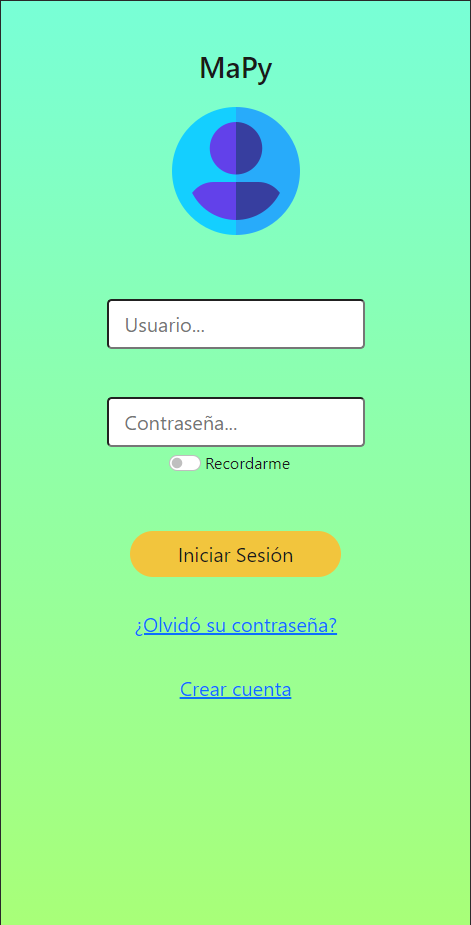 MaPy
Usuario...
Contraseña...
Recordarme
Iniciar Sesión
¿Olvidó su contraseña?
Crear cuenta